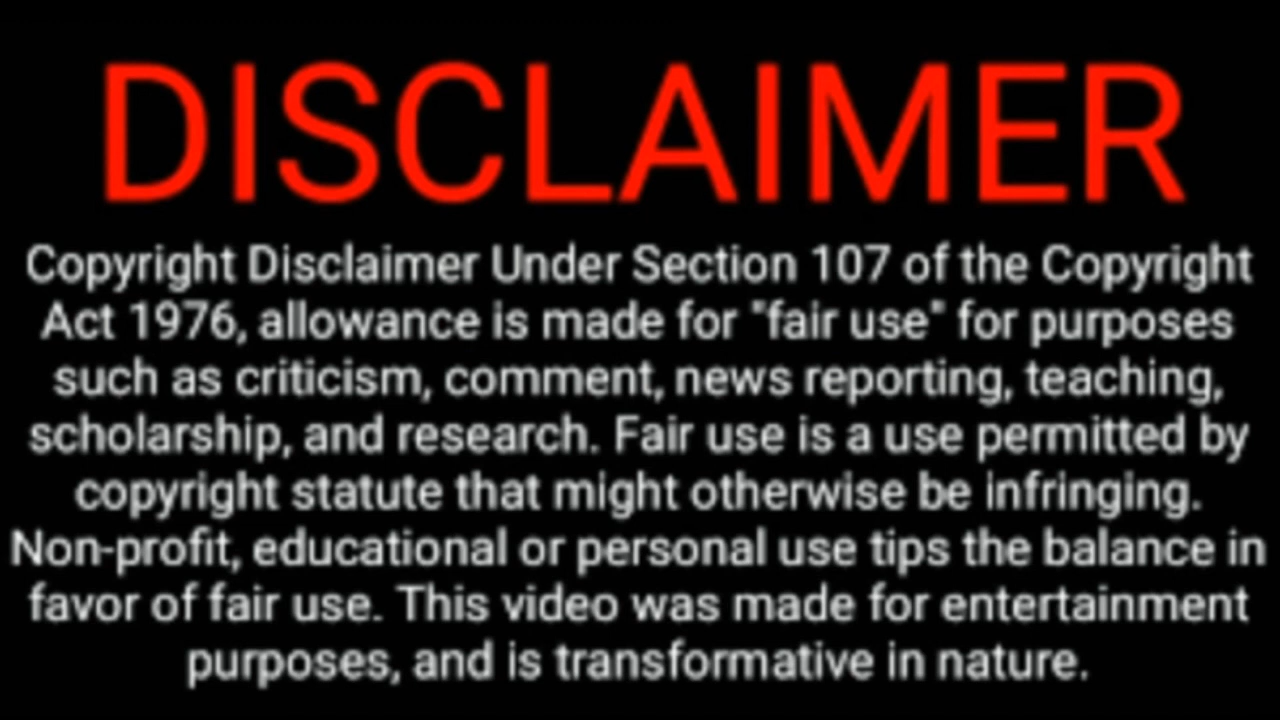 DISCLAIMER
Copyright Disclaimer Under Section 107 of the Copyright
Act 1976, allowance is made for "fair use" for purposes
such as criticism, comment, news reporting, teaching,
scholarship, and research. Fair use is a use permitted by
copyright statute that might otherwise be infringing.
Non-profit, educational or personal use tips the balance in
favor of fair use. This video was made for entertainment
purposes, and is transformative in nature.